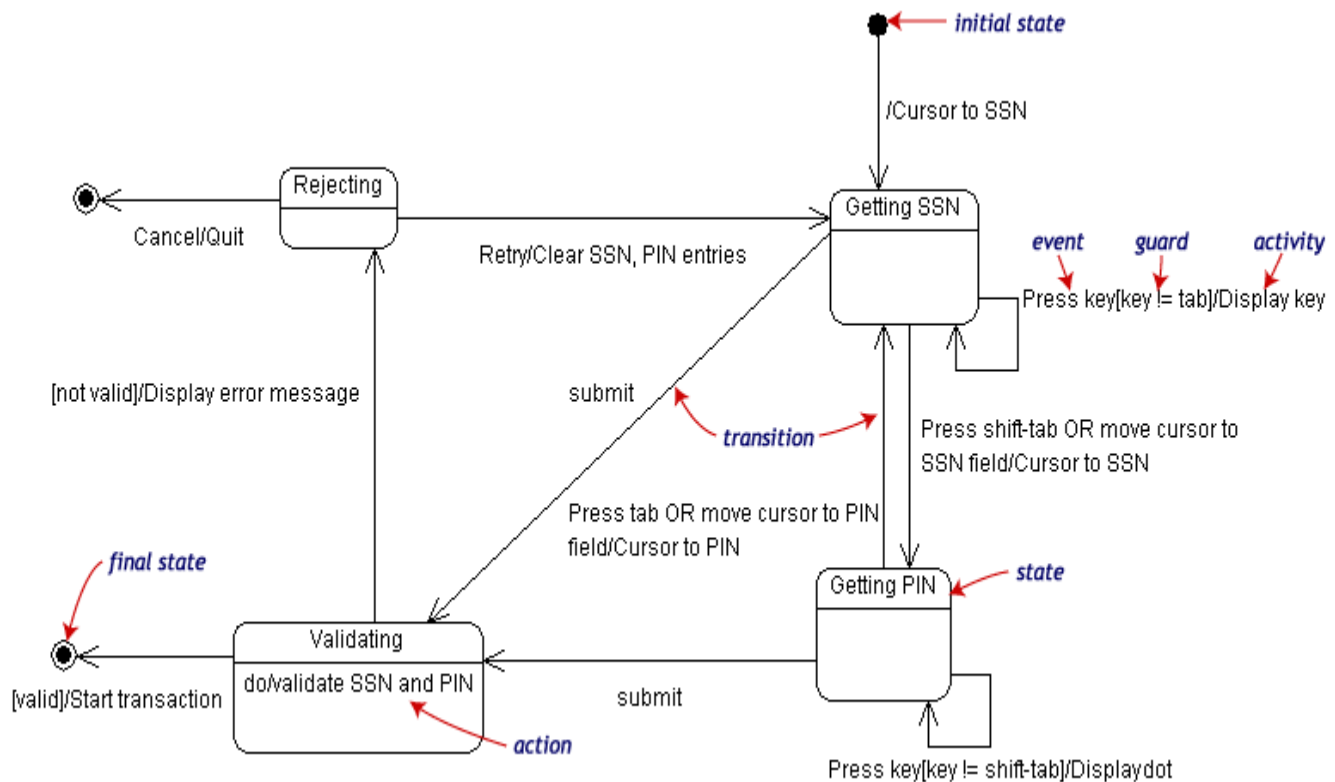 initial state
/Cursor to SSN
Rejecting
Getting SSN
Cancel/Quit
Retry/Clear SSN, PIN entries
event
guard
activity
Press key[key != tab]/Display key
[not valid]/Display error message
submit
transition
Press shift-tab OR move cursor to
SSN field/Cursor to SSN
Press tab OR move cursor to PIN
field/Cursor to PIN
final state
Getting PIN
state
Validating
do/validate SSN and PIN
[valid]/Start transaction
submit
action
Press key[key != shift-tab]/Displaydot